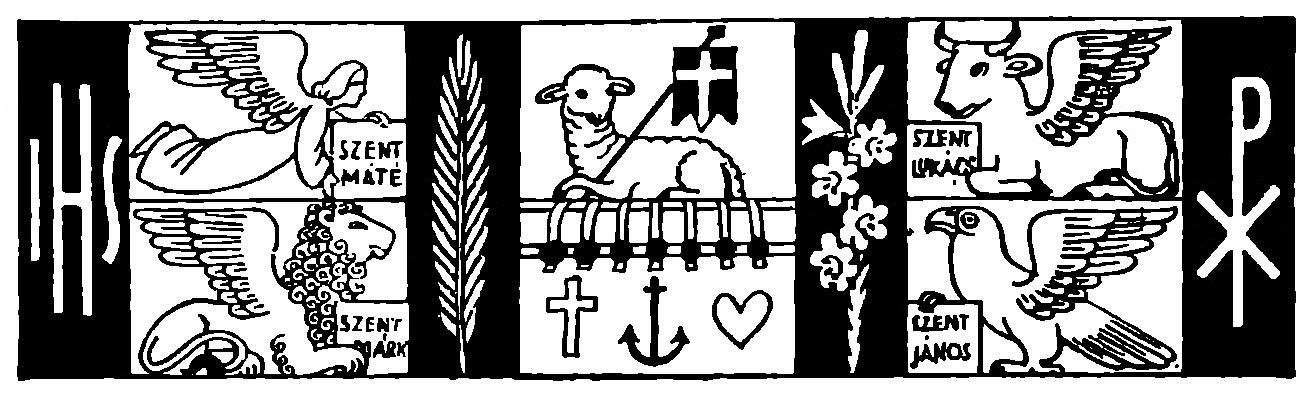 IHS
SZENT
MÁTÉ
SZENT
MÁRK
SZENT
LUKÁCS
SZENT
JÁNOS